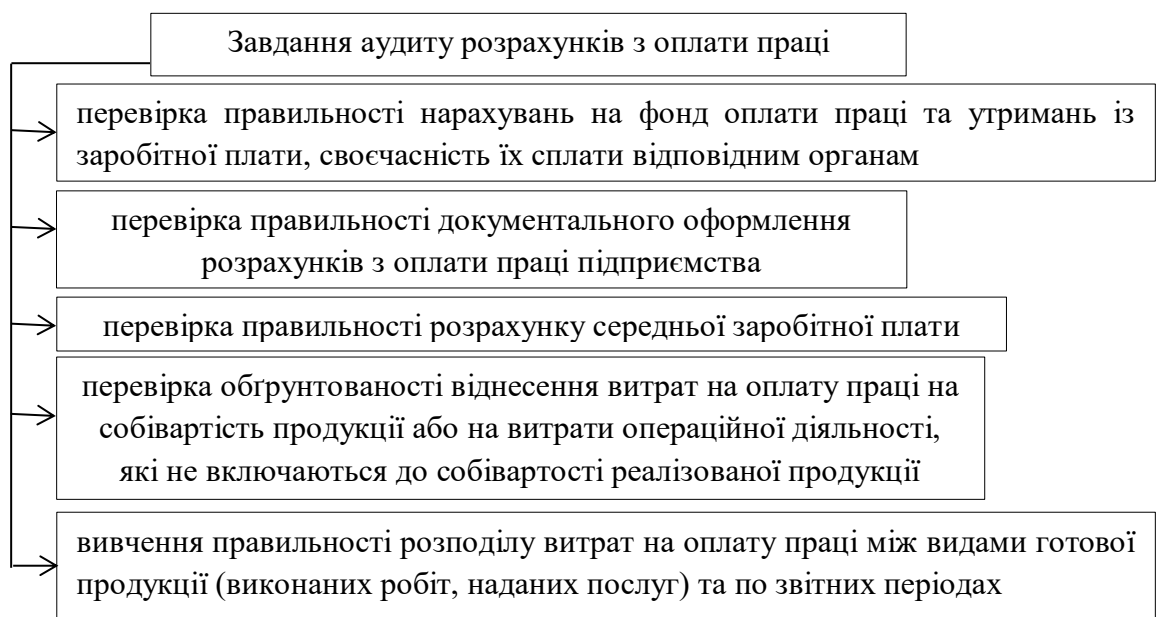 Завдання аудиту розрахунків з оплати праці
перевірка правильності нарахувань на фонд оплати праці та утримань із
заробітної плати, своєчасність їх сплати відповідним органам
перевірка правильності документального оформлення
розрахунків з оплати праці підприємства
перевірка правильності розрахунку середньої заробітної плати
перевірка обґрунтованості віднесення витрат на оплату праці на
собівартість продукції або на витрати операційної діяльності,
які не включаються до собівартості реалізованої продукції
вивчення правильності розподілу витрат на оплату праці між видами готової
продукції (виконаних робіт, наданих послуг) та по звітних періодах